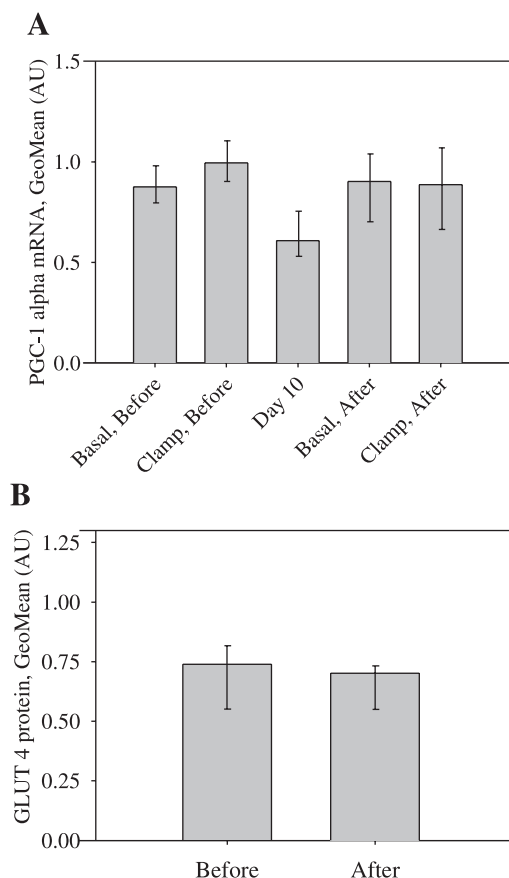 A
PGC-1 alpha mRNA, GeoMean (AU)
1.5
1.0
0.5
0.0
Basal, Before
Clamp, Before
Day 10
Basal, After
Clamp, After
B
GLUT 4 protein, GeoMean (AU)
1.25
1.00
0.75
0.50
0.25
0.00
Before
After